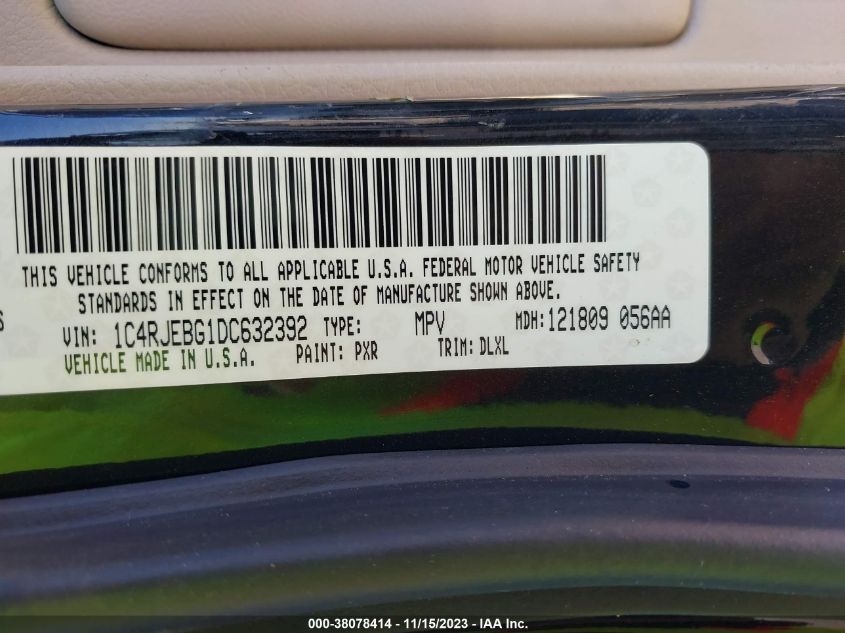 THIS VEHICLE CONFORMS TO ALL APPLICABLE U.S.A. FEDERAL MOTOR VEHICLE SAFETY
STANDARDS IN EFFECT ON THE DATE OF MANUFACTURE SHOWN ABOVE.
S
VIN: 1C4RJEBG1DC632392 TYPE: MPV MDH:121809 056AA
VEHICLE MADE IN U.S.A. PAINT: PXR TRIM: DLXL
000-38078414 - 11/15/2023 - IAA Inc.